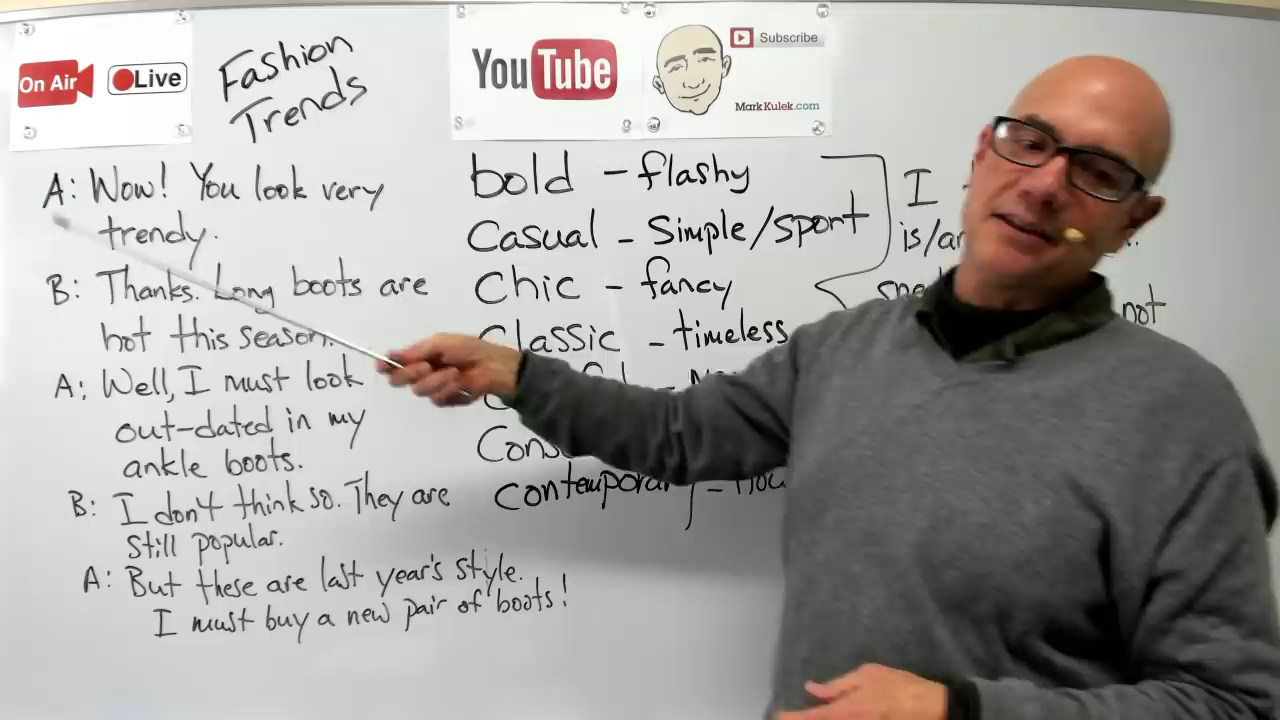 On Air
Live
Fashion
Trends
YouTube
Subscribe
MarkKulek.com
A: Wow! You look very
trendy.
B: Thanks. Long boots are
hot this season.
A: Well, I must look
out-dated in my
ankle boots.
B: I don't think so. They are
still popular.
A: But these are last year's style.
I must buy a new pair of boots!
bold - flashy
Casual - Simple/sport
Chic - fancy
Classic - timeless
contemporary -
I
is/
not